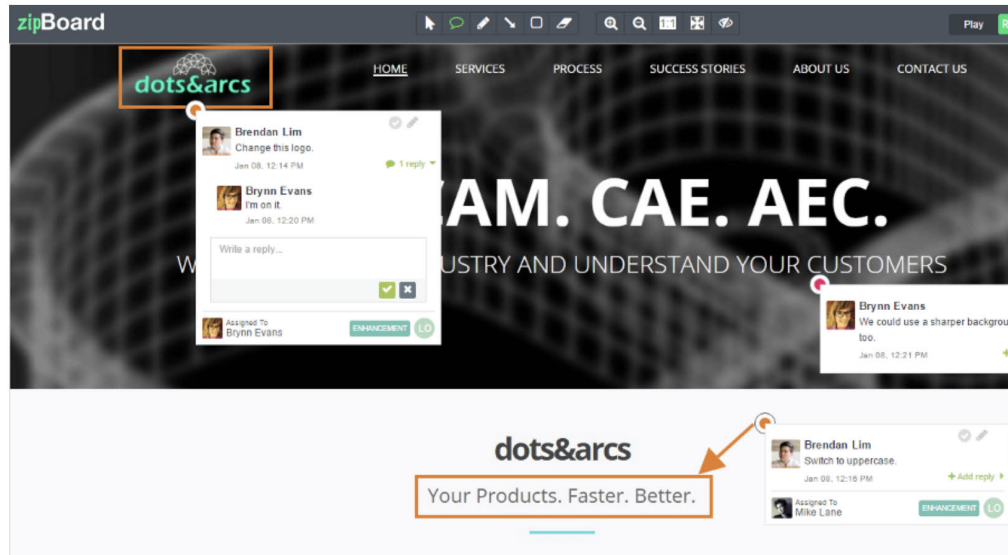 zipBoard
1:1
Play
dots&arcs
HOME SERVICES PROCESS SUCCESS STORIES ABOUT US CONTACT US
Brendan Lim
Change this logo.
Jan 08, 12:14 PM 1 reply
Brynn Evans
I'm on it.
Jan 08, 12:20 PM
Write a reply...
Assigned To
Brynn Evans
ENHANCEMENT LO
AM. CAE. AEC.
USTRY AND UNDERSTAND YOUR CUSTOMERS
Brynn Evans
We could use a sharper backgrou
too.
Jan 08, 12:21 PM
dots&arcs
Your Products. Faster. Better.
Brendan Lim
Switch to uppercase.
Jan 08, 12:16 PM + Add reply
Assigned To
Mike Lane
ENHANCEMENT LO